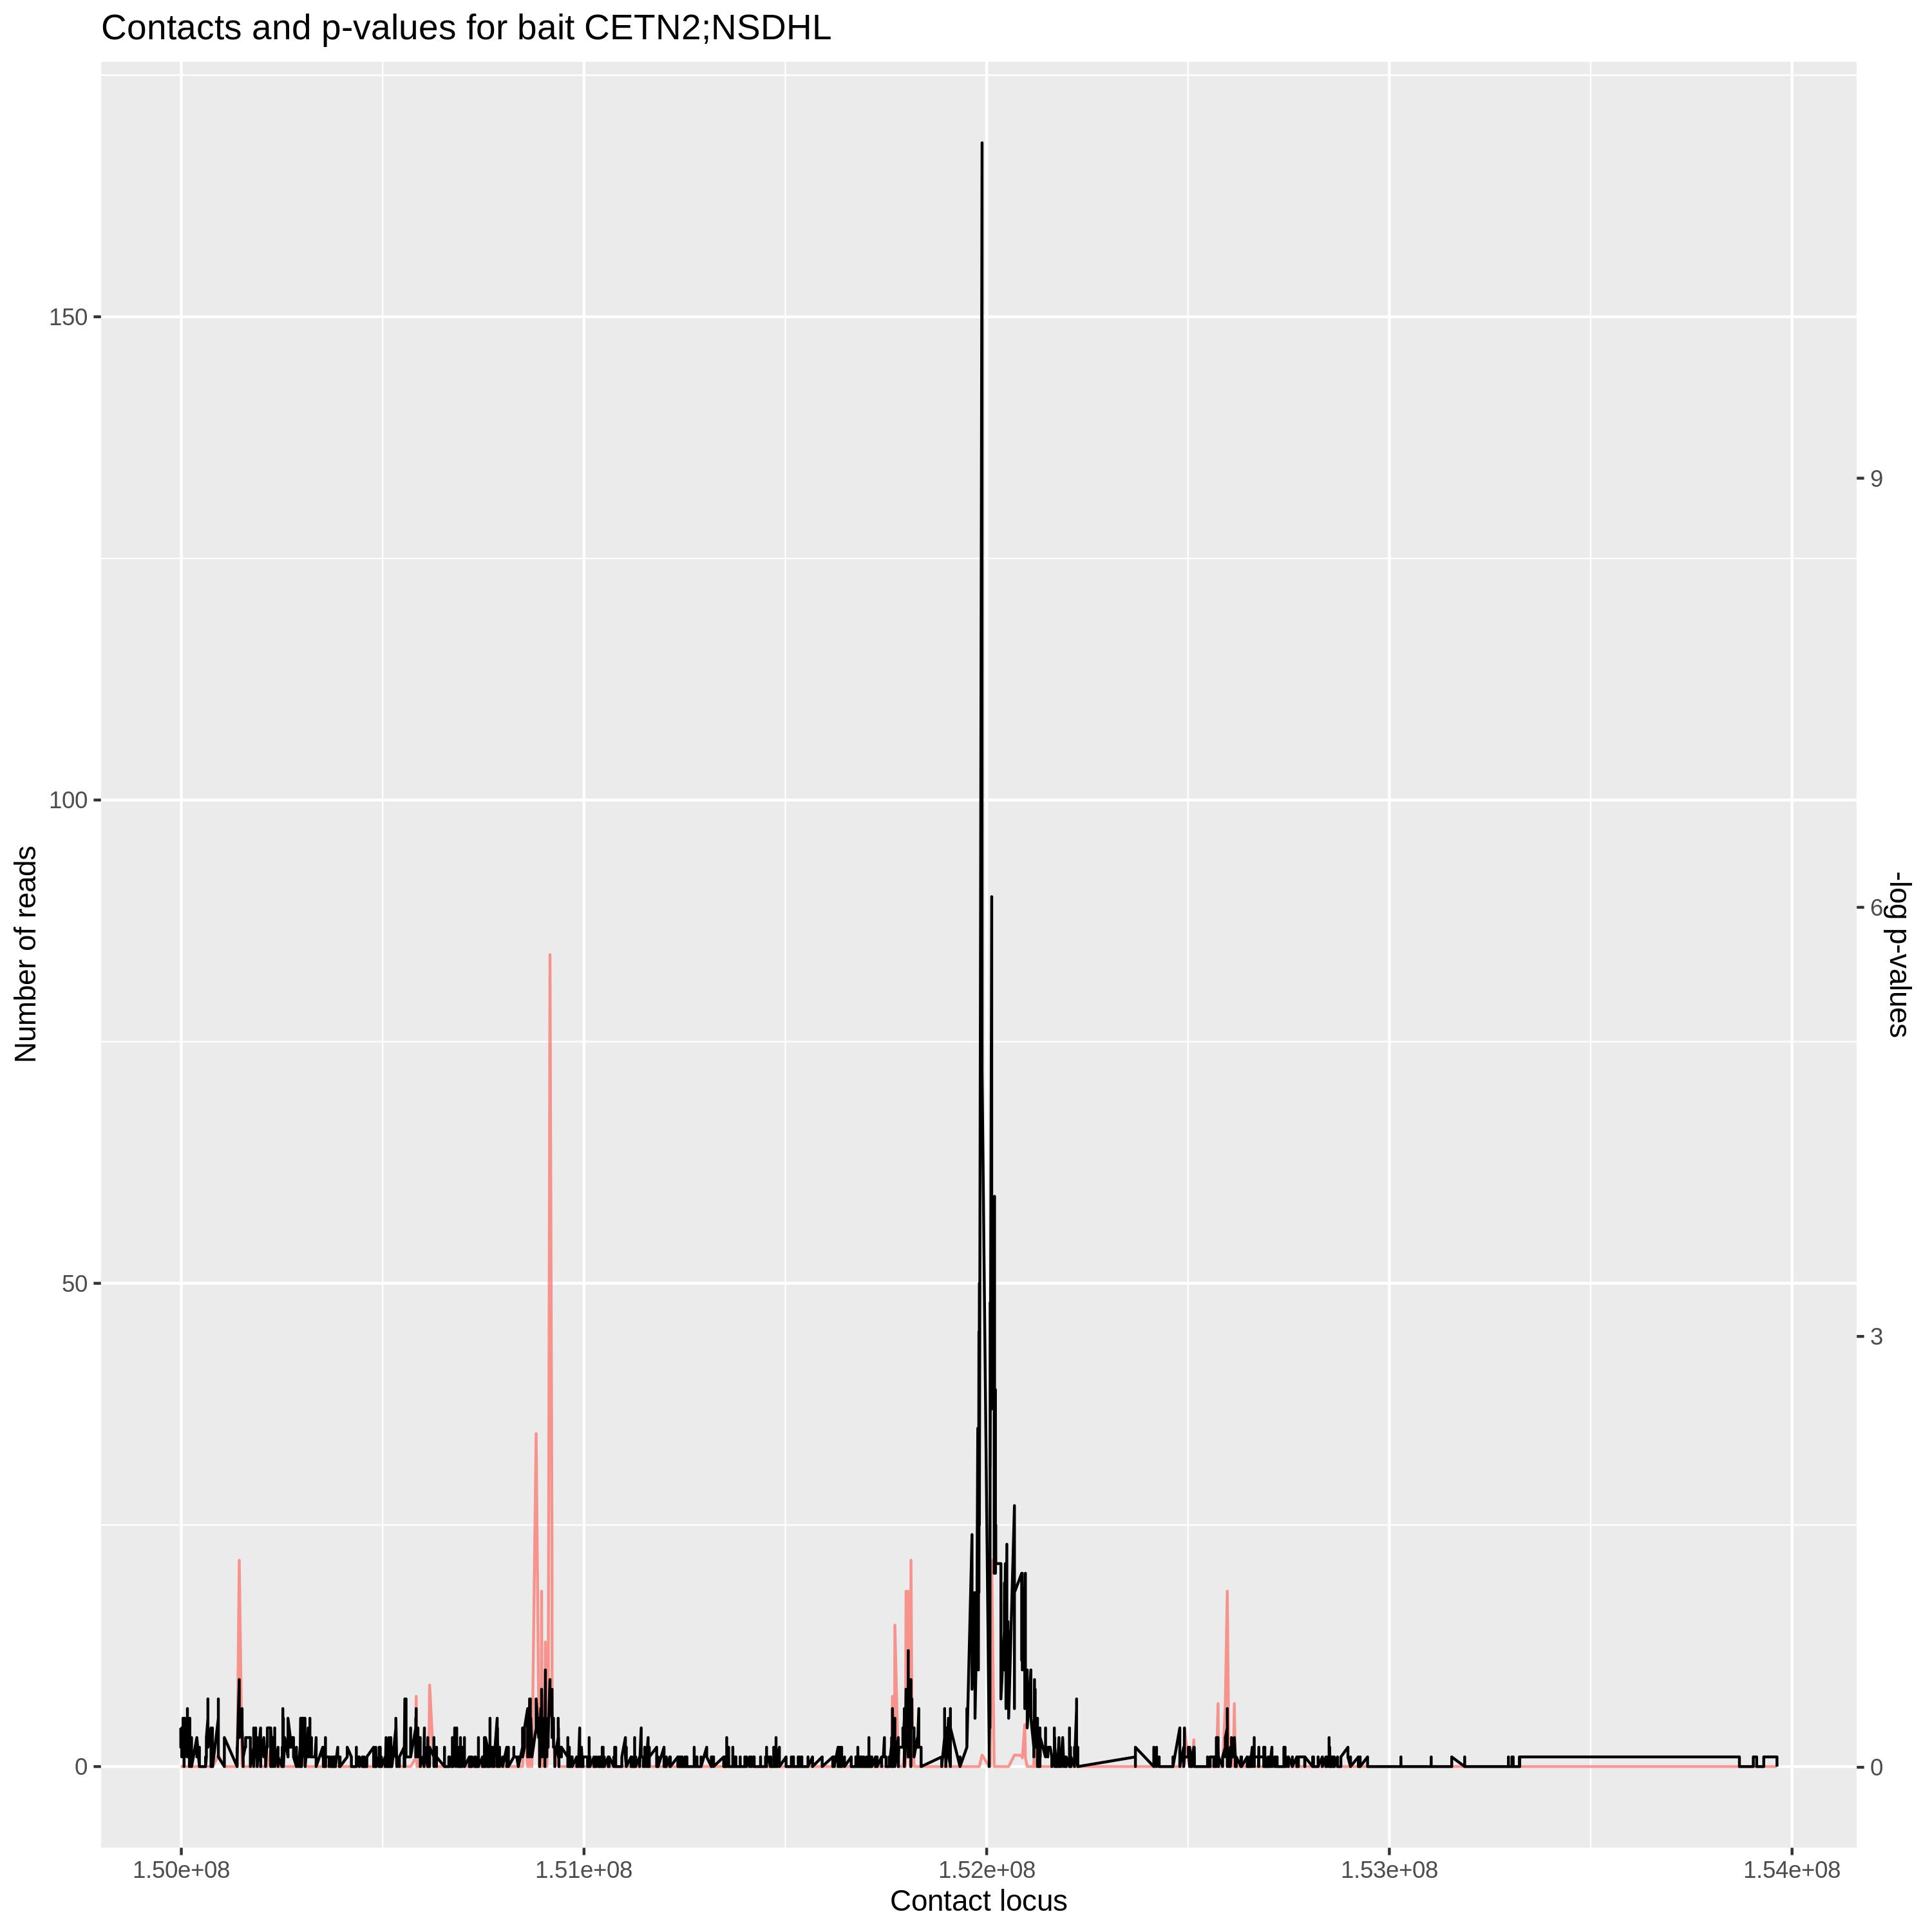 Contacts and p-values for bait CETN2;NSDHL
150
100
50
0
Number of reads
9
6
3
0
-log p-values
1.50e+08
1.51e+08
1.52e+08
1.53e+08
1.54e+08
Contact locus